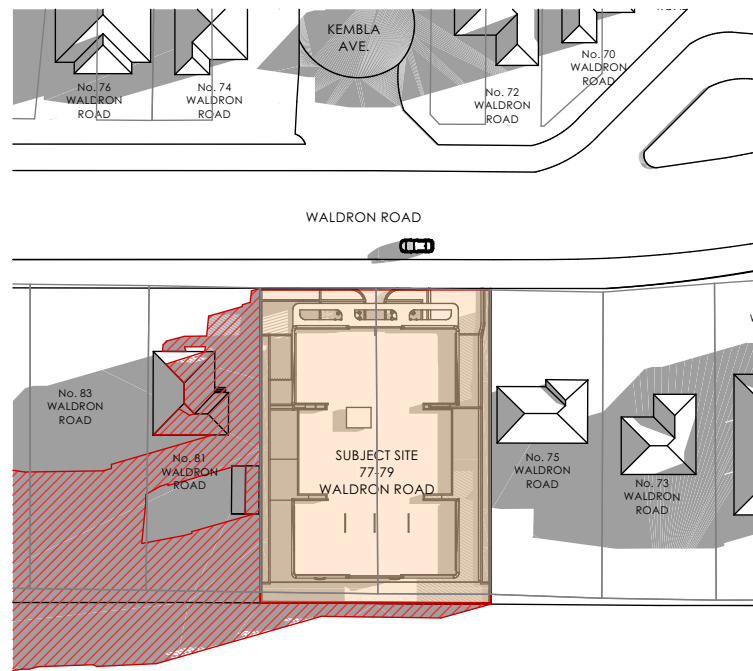 KEMBLA
AVE.
No. 76
WALDRON
ROAD
No. 74
WALDRON
ROAD
No. 72
WALDRON
ROAD
No. 70
WALDRON
ROAD
WALDRON ROAD
No. 83
WALDRON
ROAD
No. 81
WALDRON
ROAD
SUBJECT SITE
77-79
WALDRON ROAD
No. 75
WALDRON
ROAD
No. 73
WALDRON
ROAD